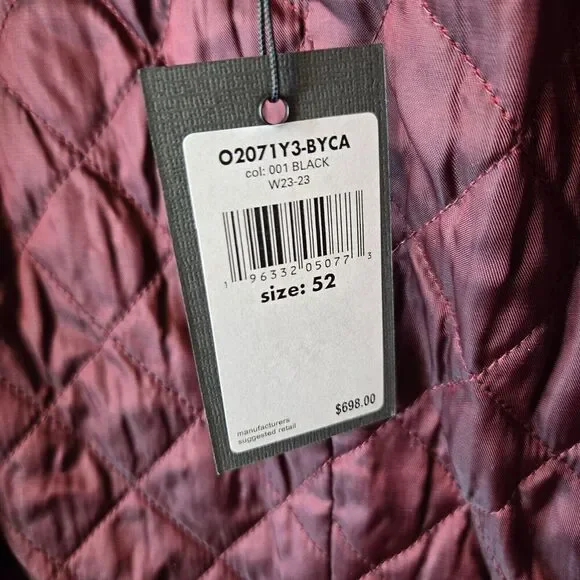 O2071Y3-BYCA
col: 001 BLACK
W23-23
1 96332 05077 3
size: 52
$698.00
manufacturers
suggested retail